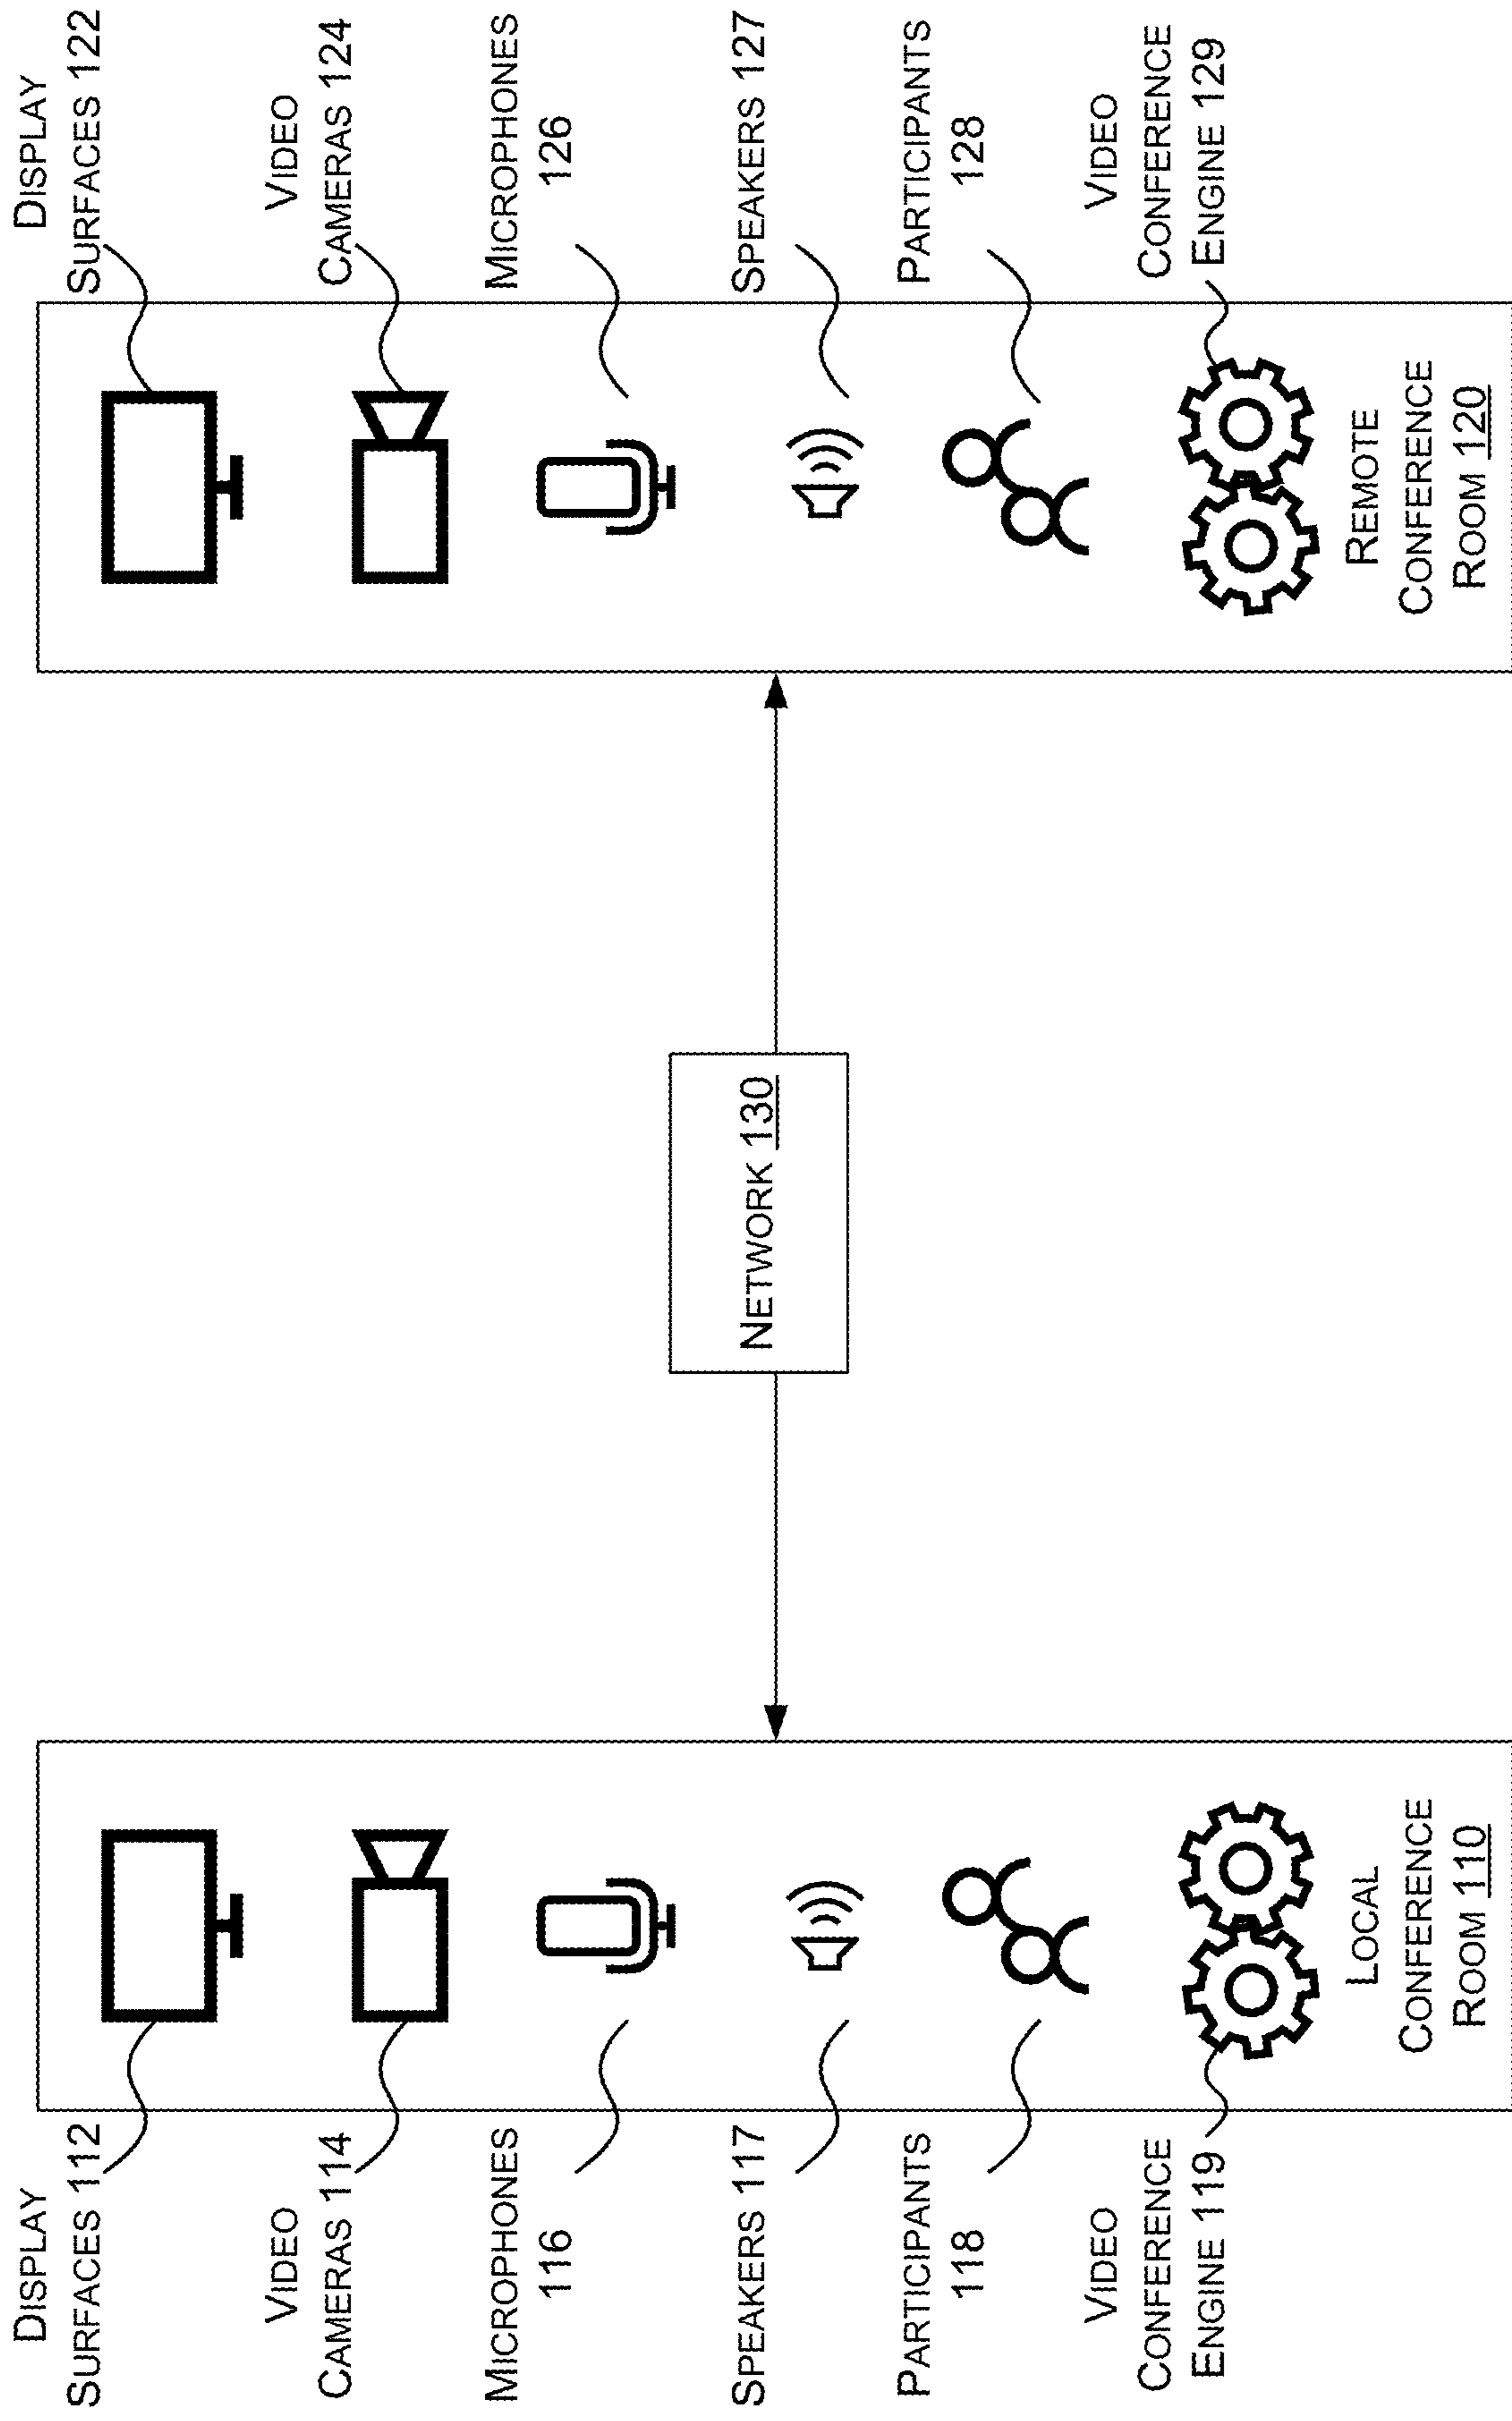 DISPLAY
SURFACES 112
VIDEO
CAMERAS 114
MICROPHONES
116
SPEAKERS 117
PARTICIPANTS
118
VIDEO
CONFERENCE
ENGINE 119
LOCAL
CONFERENCE
ROOM 110
NETWORK 130
DISPLAY
SURFACES 122
VIDEO
CAMERAS 124
MICROPHONES
126
SPEAKERS 127
PARTICIPANTS
128
VIDEO
CONFERENCE
ENGINE 129
REMOTE
CONFERENCE
ROOM 120